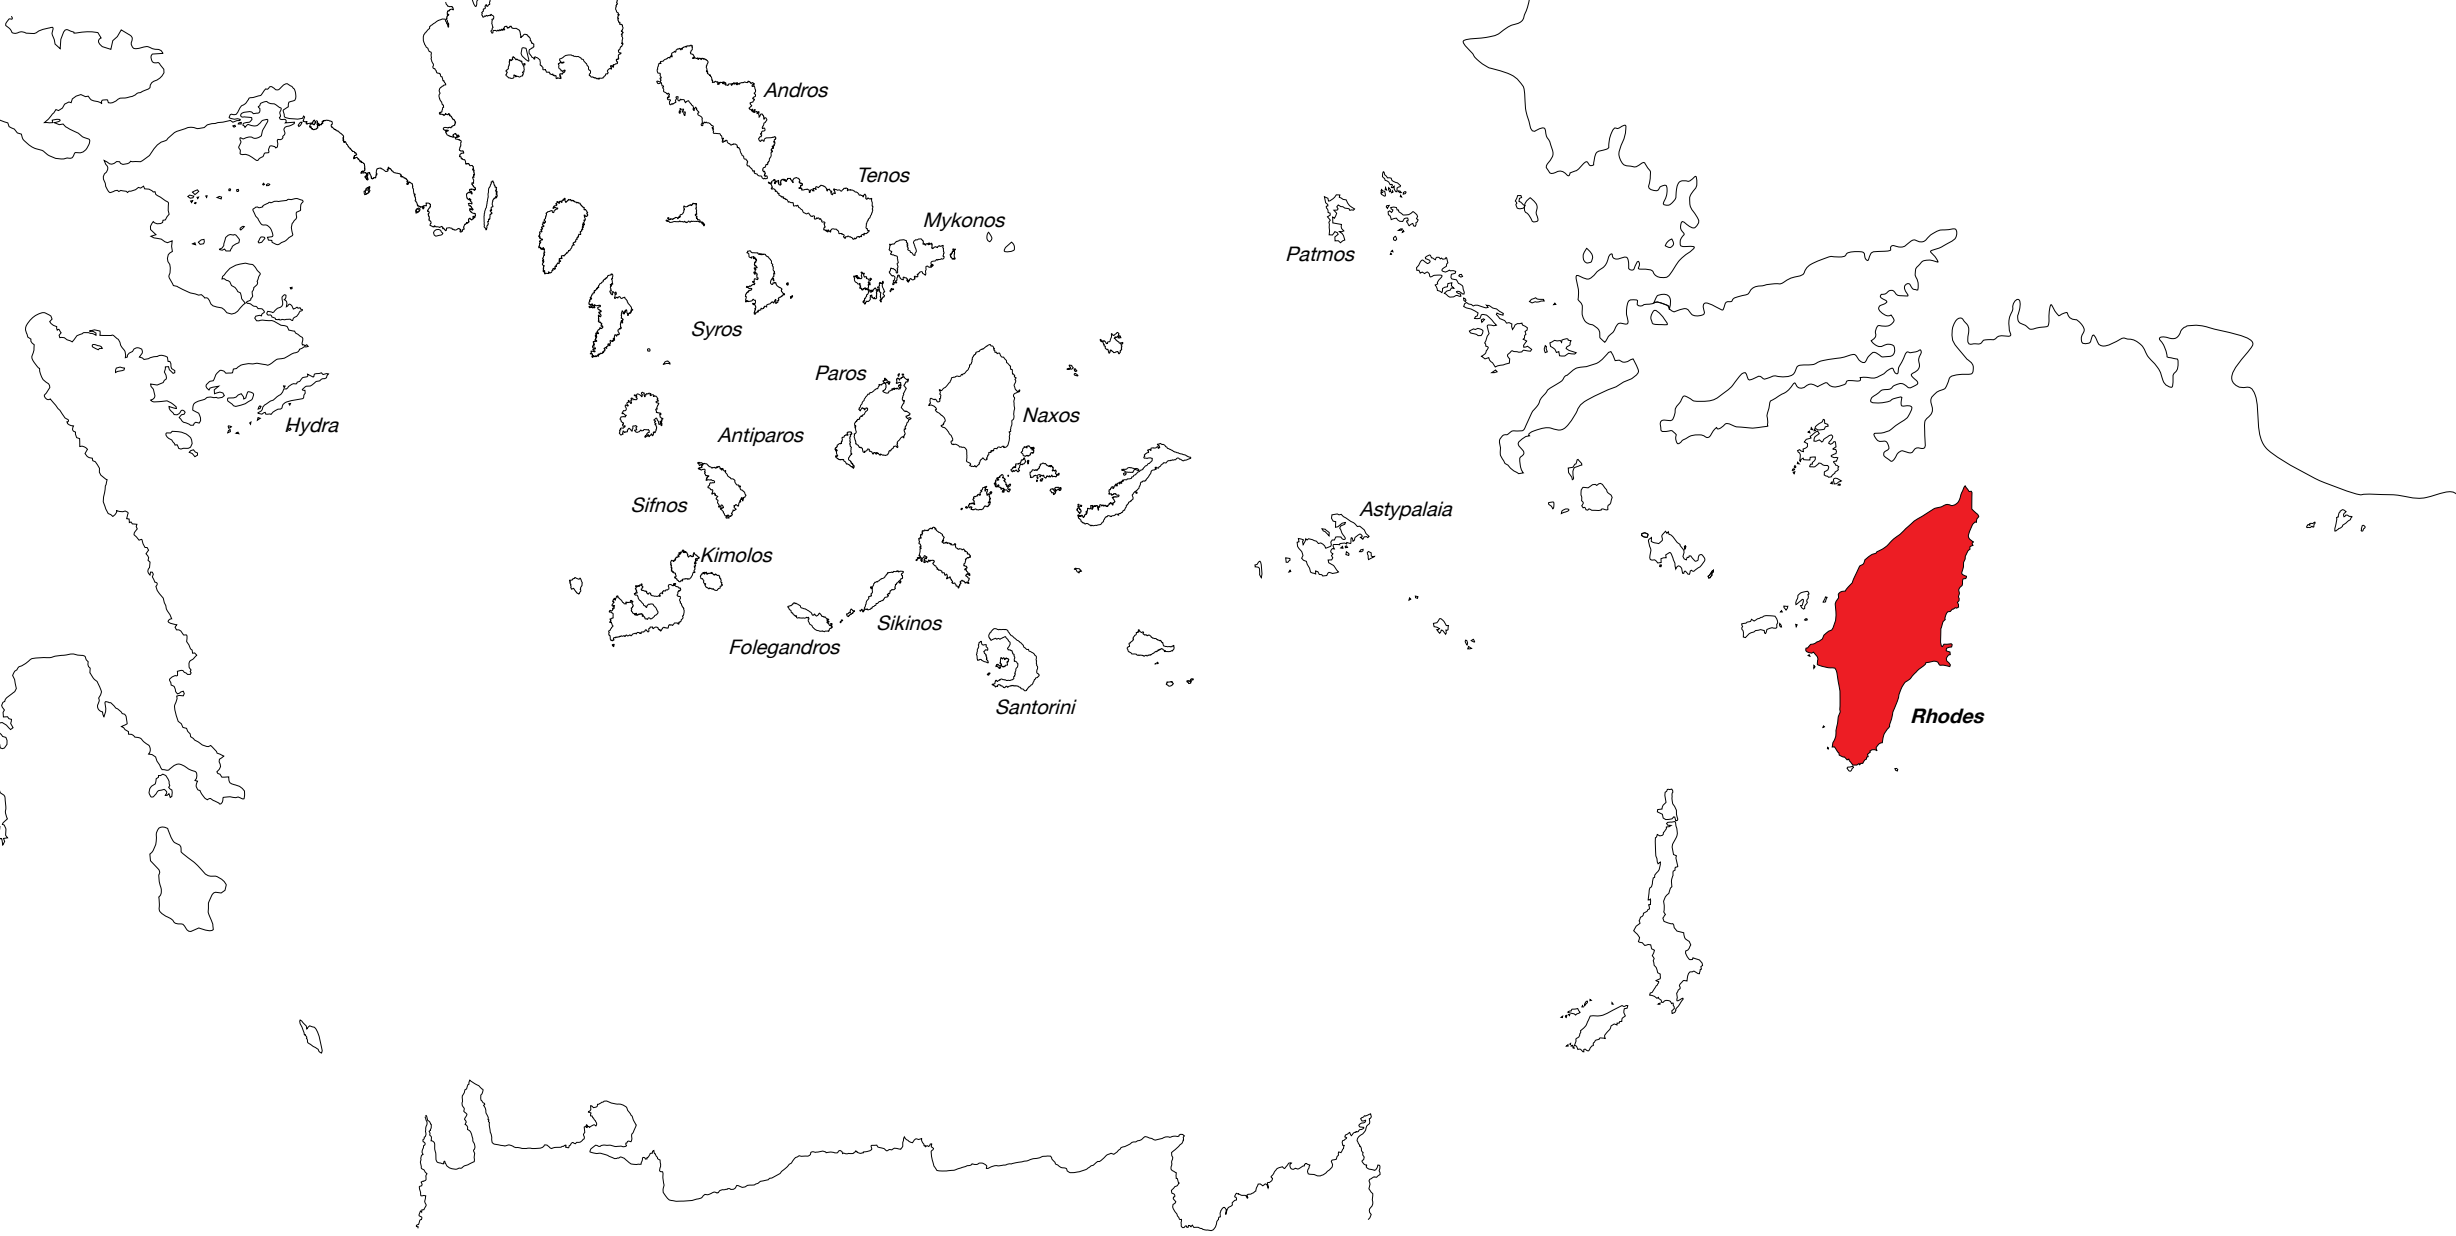 Andros
Tenos
Mykonos
Patmos
Syros
Paros
Naxos
Hydra
Antiparos
Sifnos
Astypalaia
Kimolos
Sikinos
Folegandros
Santorini
Rhodes